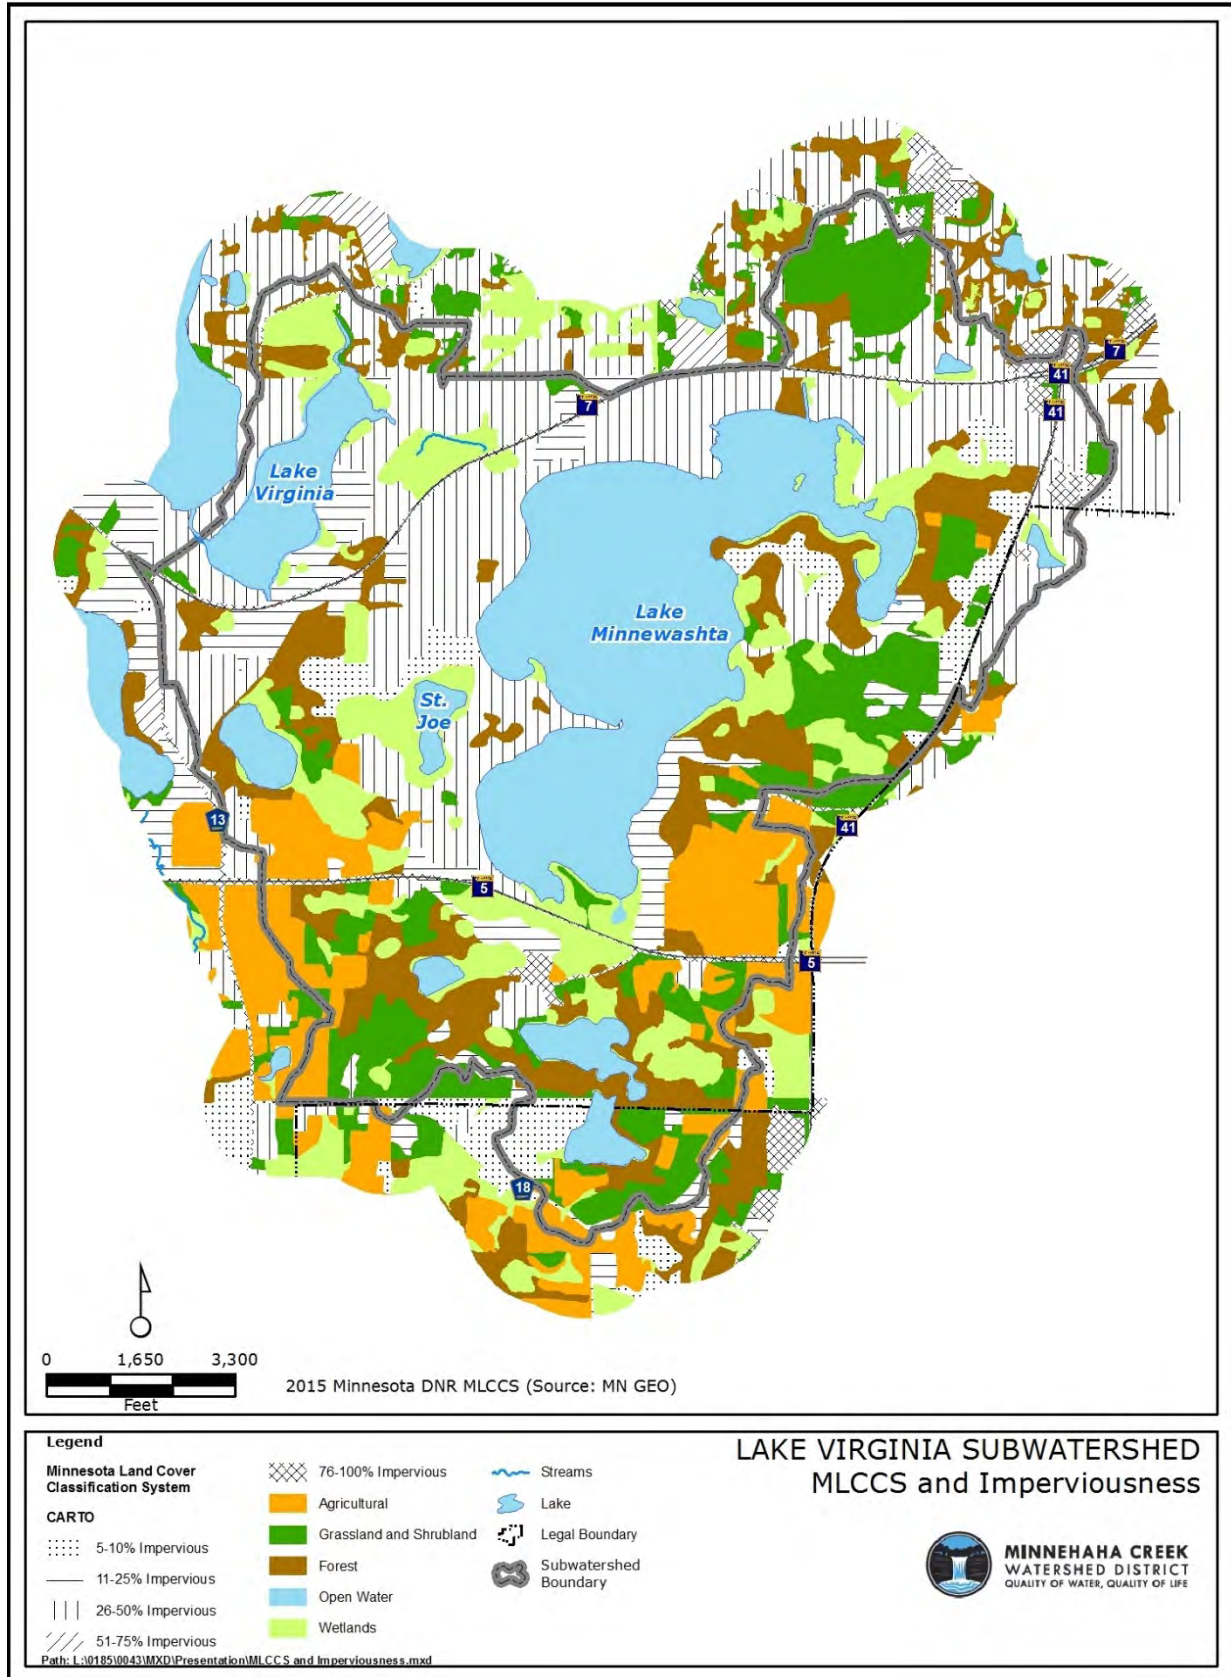 7
41
41
7
Lake
Virginia
Lake
Minnewashta
St.
Joe
13
41
5
5
18
0 1,650 3,300
Feet
2015 Minnesota DNR MLCCS (Source: MN GEO)
Legend
Minnesota Land Cover
Classification System
CARTO
5-10% Impervious
11-25% Impervious
26-50% Impervious
51-75% Impervious
76-100% Impervious
Agricultural
Grassland and Shrubland
Forest
Open Water
Wetlands
Streams
Lake
Legal Boundary
Subwatershed
Boundary
LAKE VIRGINIA SUBWATERSHED
MLCCS and Imperviousness
MINNEHAHA CREEK
WATERSHED DISTRICT
QUALITY OF WATER, QUALITY OF LIFE
Path: L:\0185\0043\MXD\Presentation\MLCCS and Imperviousness.mxd